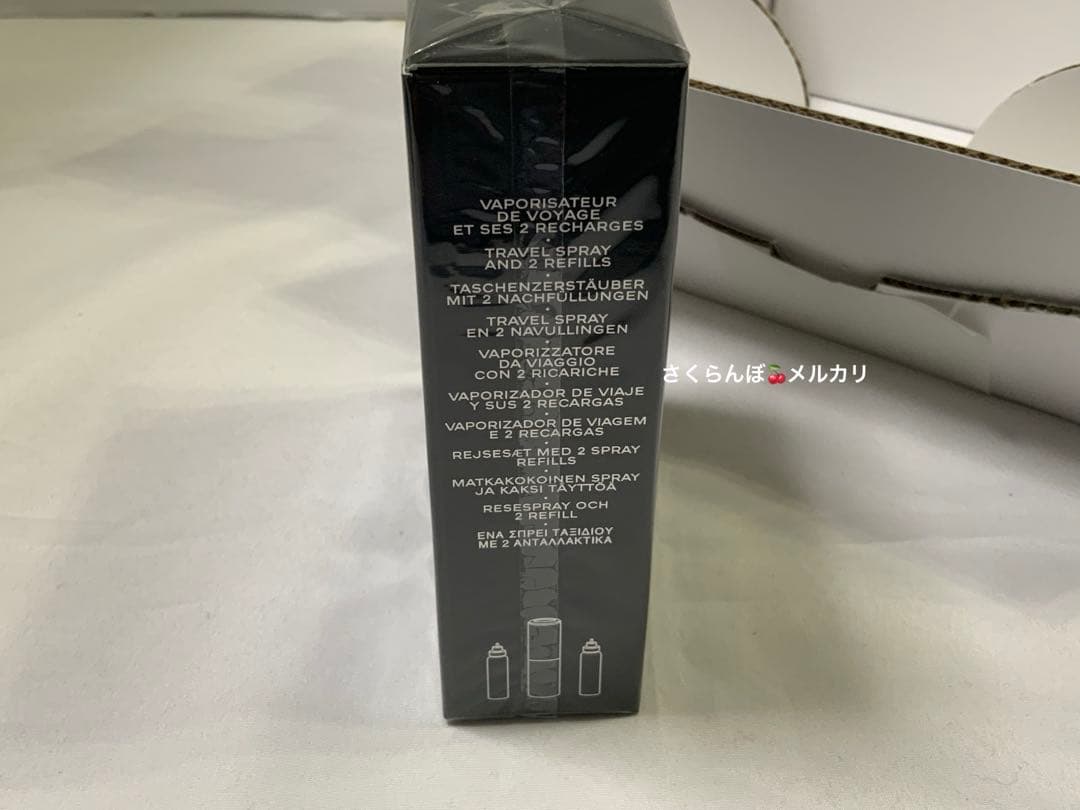 VAPORISATEUR
DE VOYAGE
ET SES 2 RECHARGES
TRAVEL SPRAY
AND 2 REFILLS
TASCHENZERSTÄUBER
MIT 2 NACHFÜLLUNGEN
TRAVEL SPRAY
EN 2 NAVULLINGEN
VAPORIZZATORE
DA VIAGGIO
CON 2 RICARICHE
VAPORIZADOR DE VIAJE
Y SUS 2 RECARGAS
VAPORIZADOR DE VIAGEM
E 2 RECARGAS
REJSESÆT MED 2 SPRAY
REFILLS
MATKAKOKOINEN SPRAY
JA KAKSI TÄYTTÖÄ
RESESPRAY OCH
2 REFILL
ΕΝΑ ΣΠΡΕΙ ΤΑΞΙΔΙΟΥ
ΜΕ 2 ΑΝΤΑΛΛΑΚΤΙΚΑ
さくらんぼ🍒メルカリ